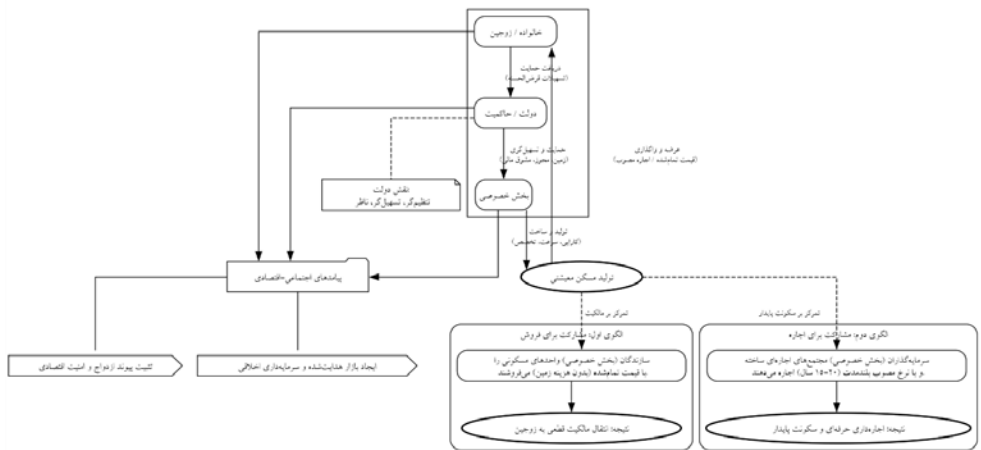 خانواده / زوجین
دریافت حمایت
(تسهیلات قرض‌الحسنه)
دولت / حاکمیت
حمایت و تسهیل‌گری
(زمین، مجوز، مشوق مالی)
عرضه و واگذاری
(قیمت تمام‌شده / اجاره مصوب)
نقش دولت
تنظیم‌گر، تسهیل‌گر، ناظر
بخش خصوصی
تولید و ساخت
(کارایی، سرعت، تخصص)
پیامدهای اجتماعی-اقتصادی
تولید مسکن معیشتی
تمرکز بر سکونت پایدار
تمرکز بر مالکیت
الگوی دوم: مشارکت برای اجاره
سرمایه‌گذاران (بخش خصوصی) مجتمع‌های اجاره‌ای ساخته
و با نرخ مصوب بلندمدت (۲۰-۱۵ سال) اجاره می‌دهند.
نتیجه: اجاره‌داری حرفه‌ای و سکونت پایدار
الگوی اول: مشارکت برای فروش
سازندگان (بخش خصوصی) واحدهای مسکونی را
با قیمت تمام‌شده (بدون هزینه زمین) می‌فروشند
نتیجه: انتقال مالکیت قطعی به زوجین
ایجاد بازار هدایت‌شده و سرمایه‌داری اخلاقی
تثبیت پیوند ازدواج و امنیت اقتصادی